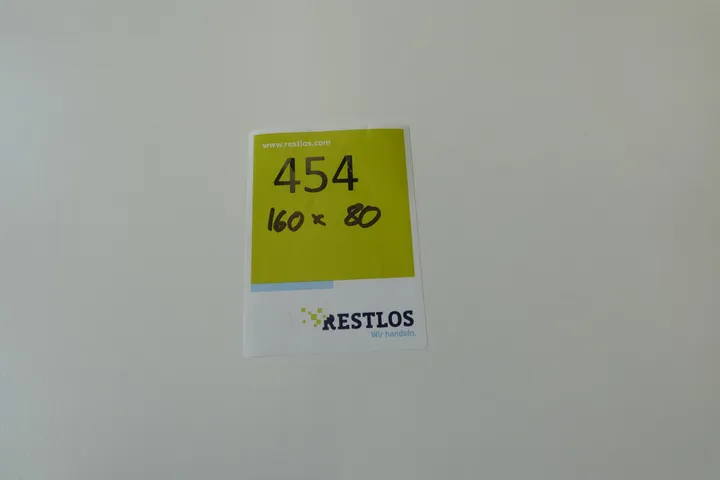 www.restlos.com
454
160 x 80
RESTLOS
Wir handeln.